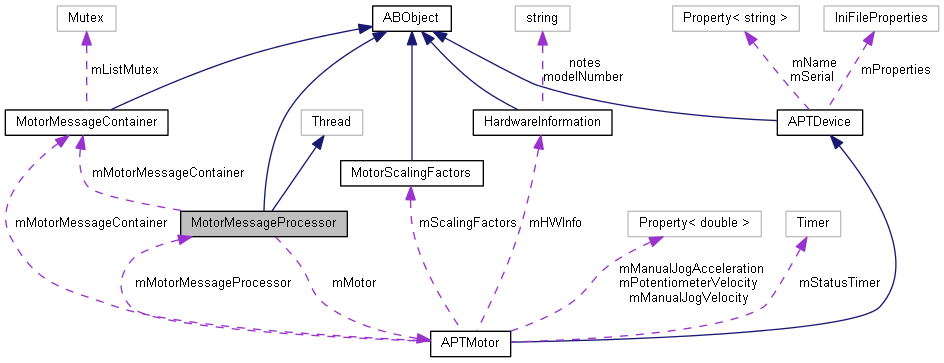 Mutex
ABObject
string
Property< string >
IniFileProperties
mListMutex
notes
modelNumber
mName
mSerial
mProperties
MotorMessageContainer
Thread
HardwareInformation
APTDevice
mMotorMessageContainer
MotorScalingFactors
mMotorMessageContainer
MotorMessageProcessor
mScalingFactors
mHWInfo
Property< double >
Timer
mMotorMessageProcessor
mMotor
mManualJogAcceleration
mPotentiometerVelocity
mManualJogVelocity
mStatusTimer
APTMotor